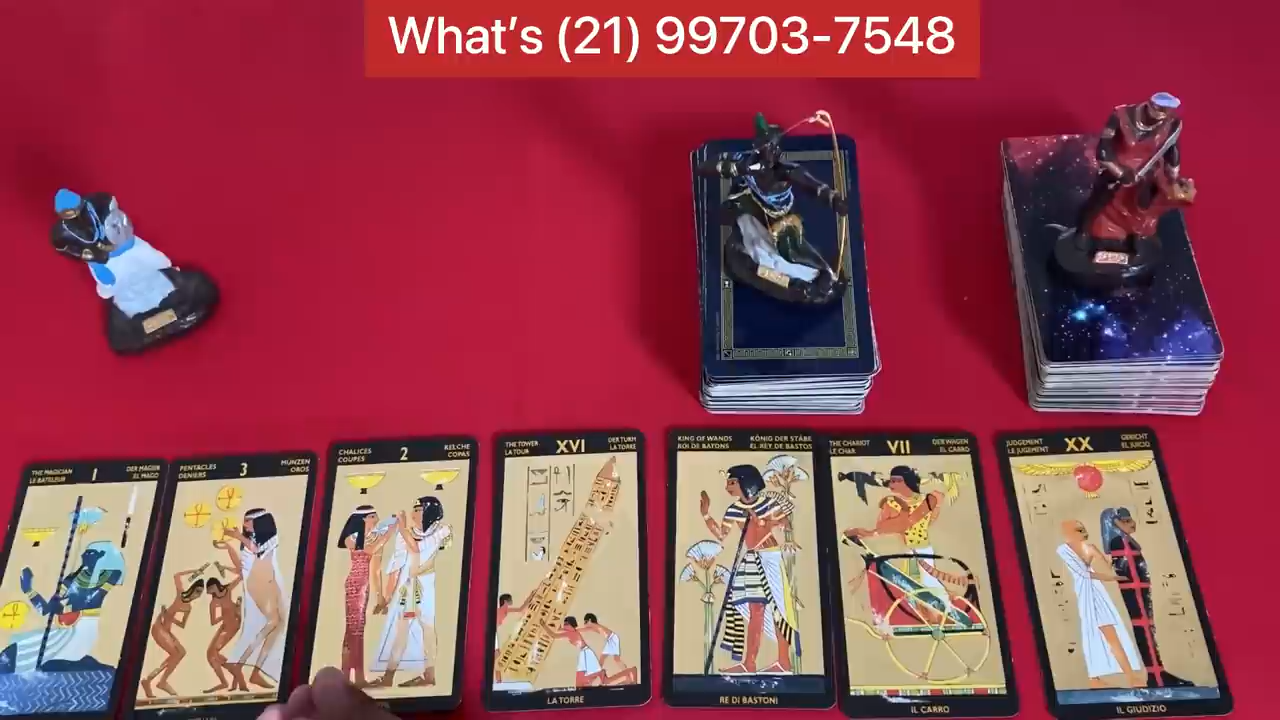 What’s (21) 99703-7548
THE MAGICIAN
LE BATELEUR
1
DER MAGIER
EL MAGO
PENTACLES
DENIERS
3
MÜNZEN
OROS
CHALICES
COUPES
2
KELCHE
COPAS
THE TOWER
LA TOUR
XVI
DER TURM
LA TORRE
LA TORRE
KING OF WANDS
ROI DE BATONS
KÖNIG DER STÄBE
EL REY DE BASTOS
RE DI BASTONI
THE CHARIOT
LE CHAR
VII
DER WAGEN
EL CARRO
IL CARRO
JUDGEMENT
LE JUGEMENT
XX
GERICHT
EL JUICIO
IL GIUDIZIO